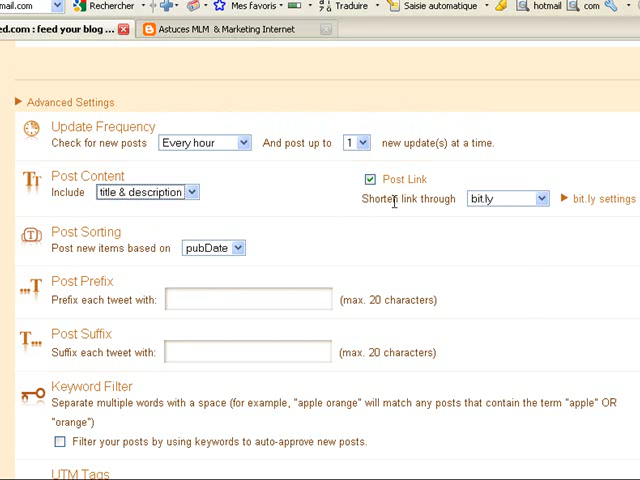 mail.com
Rechercher
Mes favoris
Traduire
Saisie automatique
hotmail
com
ed.com : feed your blog ...
Astuces MLM & Marketing Internet
Advanced Settings
Update Frequency
Check for new posts Every hour And post up to 1 new update(s) at a time.
Post Content
Include title & description
Post Link
Shorten link through bit.ly bit.ly settings
Post Sorting
Post new items based on pubDate
Post Prefix
Prefix each tweet with: (max. 20 characters)
Post Suffix
Suffix each tweet with: (max. 20 characters)
Keyword Filter
Separate multiple words with a space (for example, "apple orange" will match any posts that contain the term "apple" OR
"orange")
Filter your posts by using keywords to auto-approve new posts.
UTM Tags